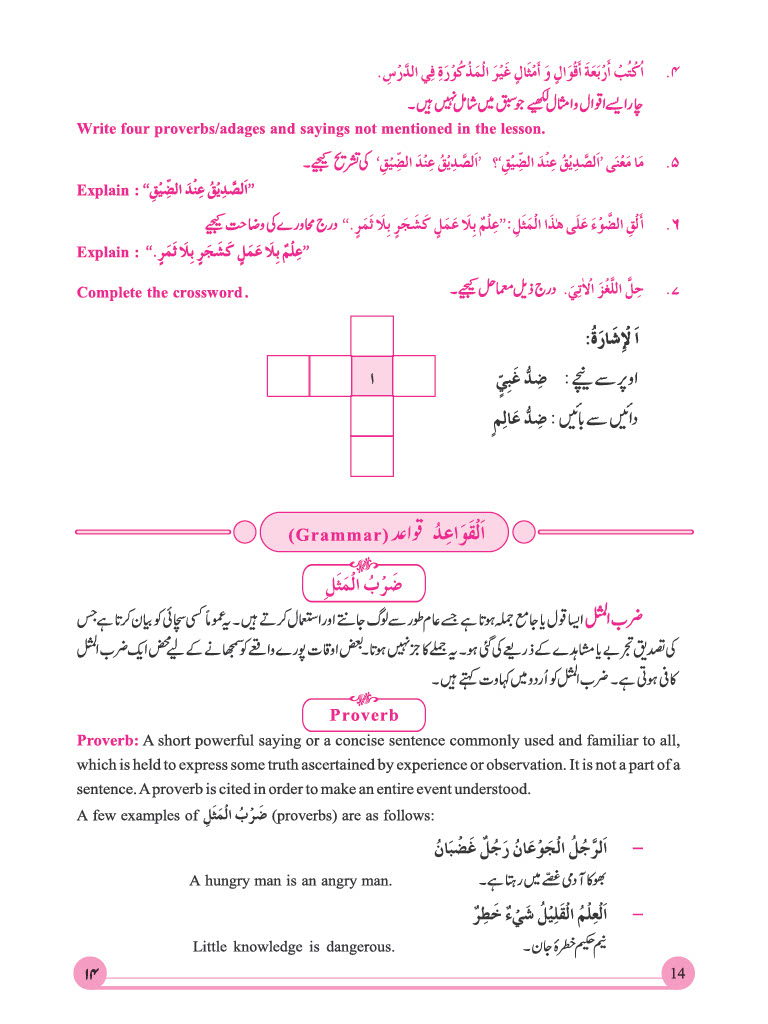 ۴. اُكْتُبْ أَرْبَعَةَ أَقْوَالٍ وَ أَمْثَالٍ غَيْرَ الْمَذْكُوْرَةِ فِي الدَّرْسِ.
چار ایسے اقوال و امثال لکھیے جو سبق میں شامل نہیں ہیں۔
Write four proverbs/adages and sayings not mentioned in the lesson.
۵. مَا مَعْنٰى ’اَلصَّدِيْقُ عِنْدَ الضِّيْقِ‘؟ ’اَلصَّدِيْقُ عِنْدَ الضِّيْقِ‘ کی تشریح کیجیے۔
Explain : “اَلصَّدِيْقُ عِنْدَ الضِّيْقِ”
۶. أَلْقِ الضَّوْءَ عَلَى هٰذَا الْمَثَلِ: ”عِلْمٌ بِلَا عَمَلٍ كَشَجَرٍ بِلَا ثَمَرٍ.“ درج محاورے کی وضاحت کیجیے
Explain : “عِلْمٌ بِلَا عَمَلٍ كَشَجَرٍ بِلَا ثَمَرٍ.”
۷. حِلَّ اللُّغْزَ الْاٰتِيَ. درج ذیل معما حل کیجیے۔ Complete the crossword.
اَلْإِشَارَةُ:
اوپر سے نیچے : ضِدُّ غَبِيٍّ
۱
دائیں سے بائیں : ضِدُّ عَالِمٍ
اَلْقَوَاعِدُ قواعد (Grammar)
ضَرْبُ الْمَثَلِ
ضرب المثل ایسا قول یا جامع جملہ ہوتا ہے جسے عام طور سے لوگ جانتے اور استعمال کرتے ہیں۔ یہ عموماً کسی سچائی کو بیان کرتا ہے جس
کی تصدیق تجربے یا مشاہدے کے ذریعے کی گئی ہو۔ یہ جملے کا جز نہیں ہوتا۔ بعض اوقات پورے واقعے کو سمجھانے کے لیے محض ایک ضرب المثل
کافی ہوتی ہے۔ ضرب المثل کو اُردو میں کہاوت کہتے ہیں۔
Proverb
Proverb: A short powerful saying or a concise sentence commonly used and familiar to all,
which is held to express some truth ascertained by experience or observation. It is not a part of a
sentence. A proverb is cited in order to make an entire event understood.
A few examples of ضَرْبُ الْمَثَلِ (proverbs) are as follows:
– اَلرَّجُلُ الْجَوْعَانُ رَجُلٌ غَضْبَانُ
بھوکا آدمی غصّے میں رہتا ہے۔ A hungry man is an angry man.
– اَلْعِلْمُ الْقَلِيْلُ شَيْءٌ خَطِرٌ
نیم حکیم خطرۂ جان۔ Little knowledge is dangerous.
۱۴ 14